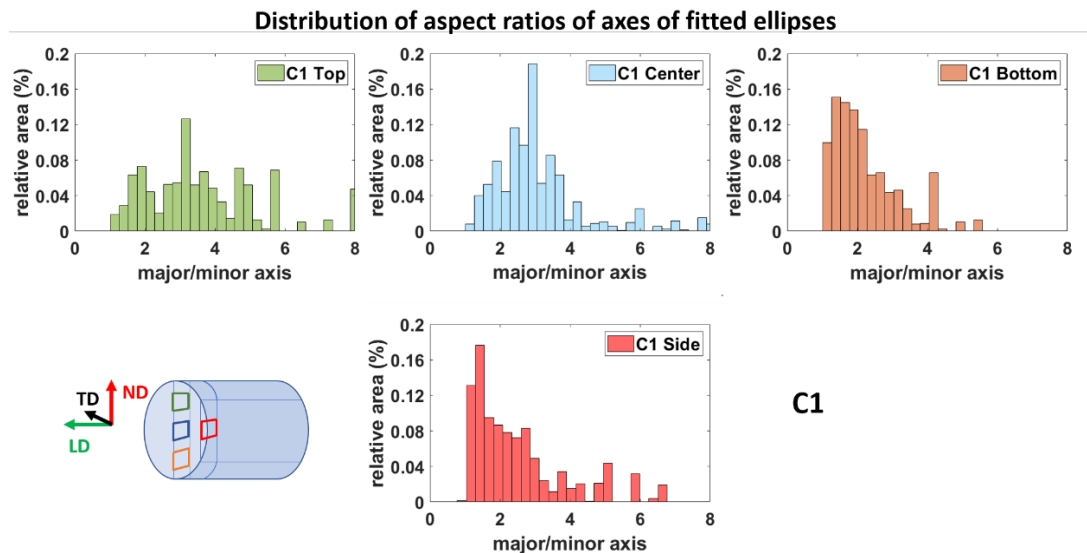 Distribution of aspect ratios of axes of fitted ellipses
C1 Top
relative area (%)
0.2
0.16
0.12
0.08
0.04
0
0 2 4 6 8
major/minor axis
C1 Center
relative area (%)
0.2
0.16
0.12
0.08
0.04
0
0 2 4 6 8
major/minor axis
C1 Bottom
relative area (%)
0.2
0.16
0.12
0.08
0.04
0
0 2 4 6 8
major/minor axis
ND
TD
LD
C1 Side
relative area (%)
0.2
0.16
0.12
0.08
0.04
0
0 2 4 6 8
major/minor axis
C1